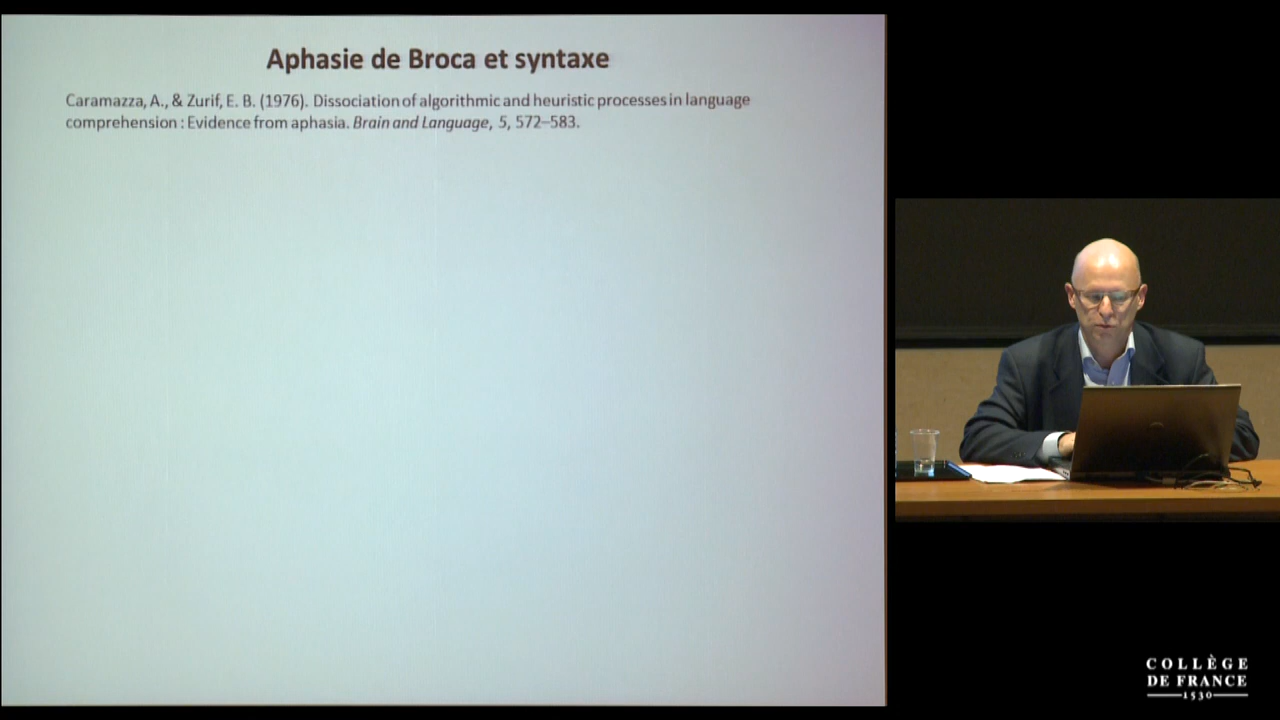 Aphasie de Broca et syntaxe
Caramazza, A., & Zurif, E. B. (1976). Dissociation of algorithmic and heuristic processes in language
comprehension : Evidence from aphasia. Brain and Language, 5, 572–583.
COLLÈGE
DE FRANCE
1530